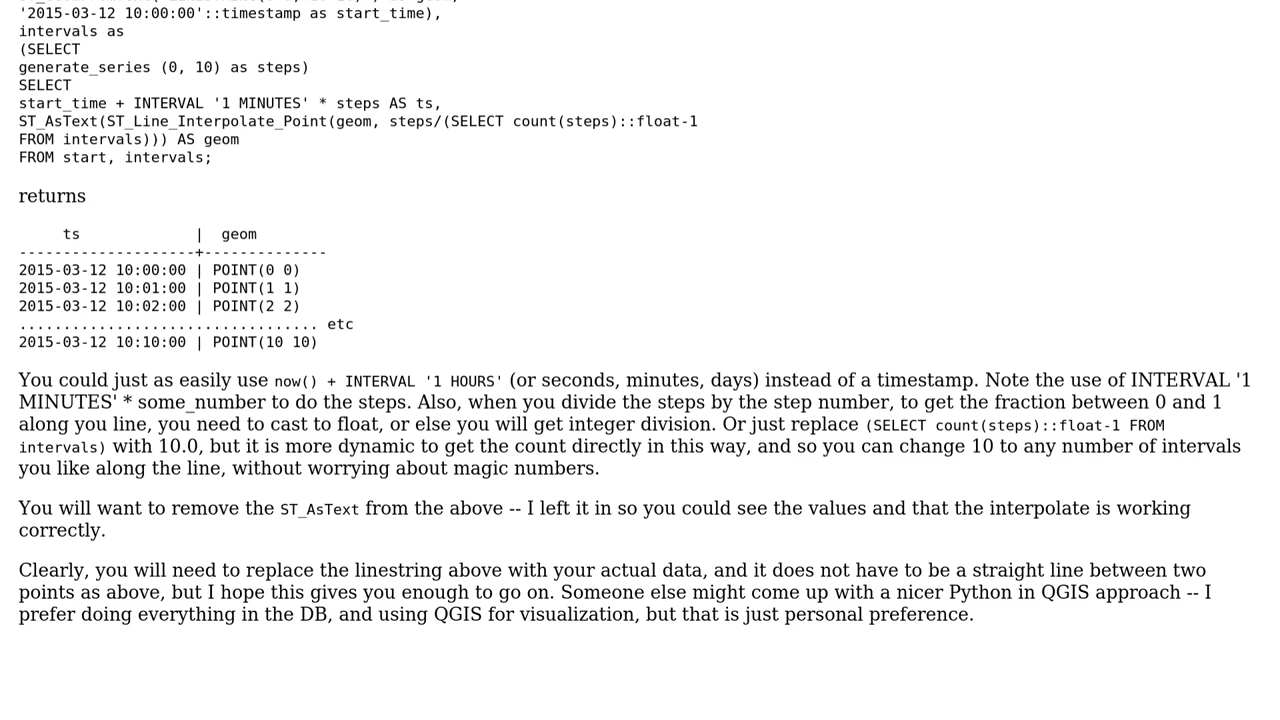 '2015-03-12 10:00:00'::timestamp as start_time),
intervals as
(SELECT
generate_series (0, 10) as steps)
SELECT
start_time + INTERVAL '1 MINUTES' * steps AS ts,
ST_AsText(ST_Line_Interpolate_Point(geom, steps/(SELECT count(steps)::float-1
FROM intervals))) AS geom
FROM start, intervals;
returns
ts | geom
---------------------+--------------
2015-03-12 10:00:00 | POINT(0 0)
2015-03-12 10:01:00 | POINT(1 1)
2015-03-12 10:02:00 | POINT(2 2)
.................................. etc
2015-03-12 10:10:00 | POINT(10 10)
You could just as easily use now() + INTERVAL '1 HOURS' (or seconds, minutes, days) instead of a timestamp. Note the use of INTERVAL '1
MINUTES' * some_number to do the steps. Also, when you divide the steps by the step number, to get the fraction between 0 and 1
along you line, you need to cast to float, or else you will get integer division. Or just replace (SELECT count(steps)::float-1 FROM
intervals) with 10.0, but it is more dynamic to get the count directly in this way, and so you can change 10 to any number of intervals
you like along the line, without worrying about magic numbers.
You will want to remove the ST_AsText from the above -- I left it in so you could see the values and that the interpolate is working
correctly.
Clearly, you will need to replace the linestring above with your actual data, and it does not have to be a straight line between two
points as above, but I hope this gives you enough to go on. Someone else might come up with a nicer Python in QGIS approach -- I
prefer doing everything in the DB, and using QGIS for visualization, but that is just personal preference.